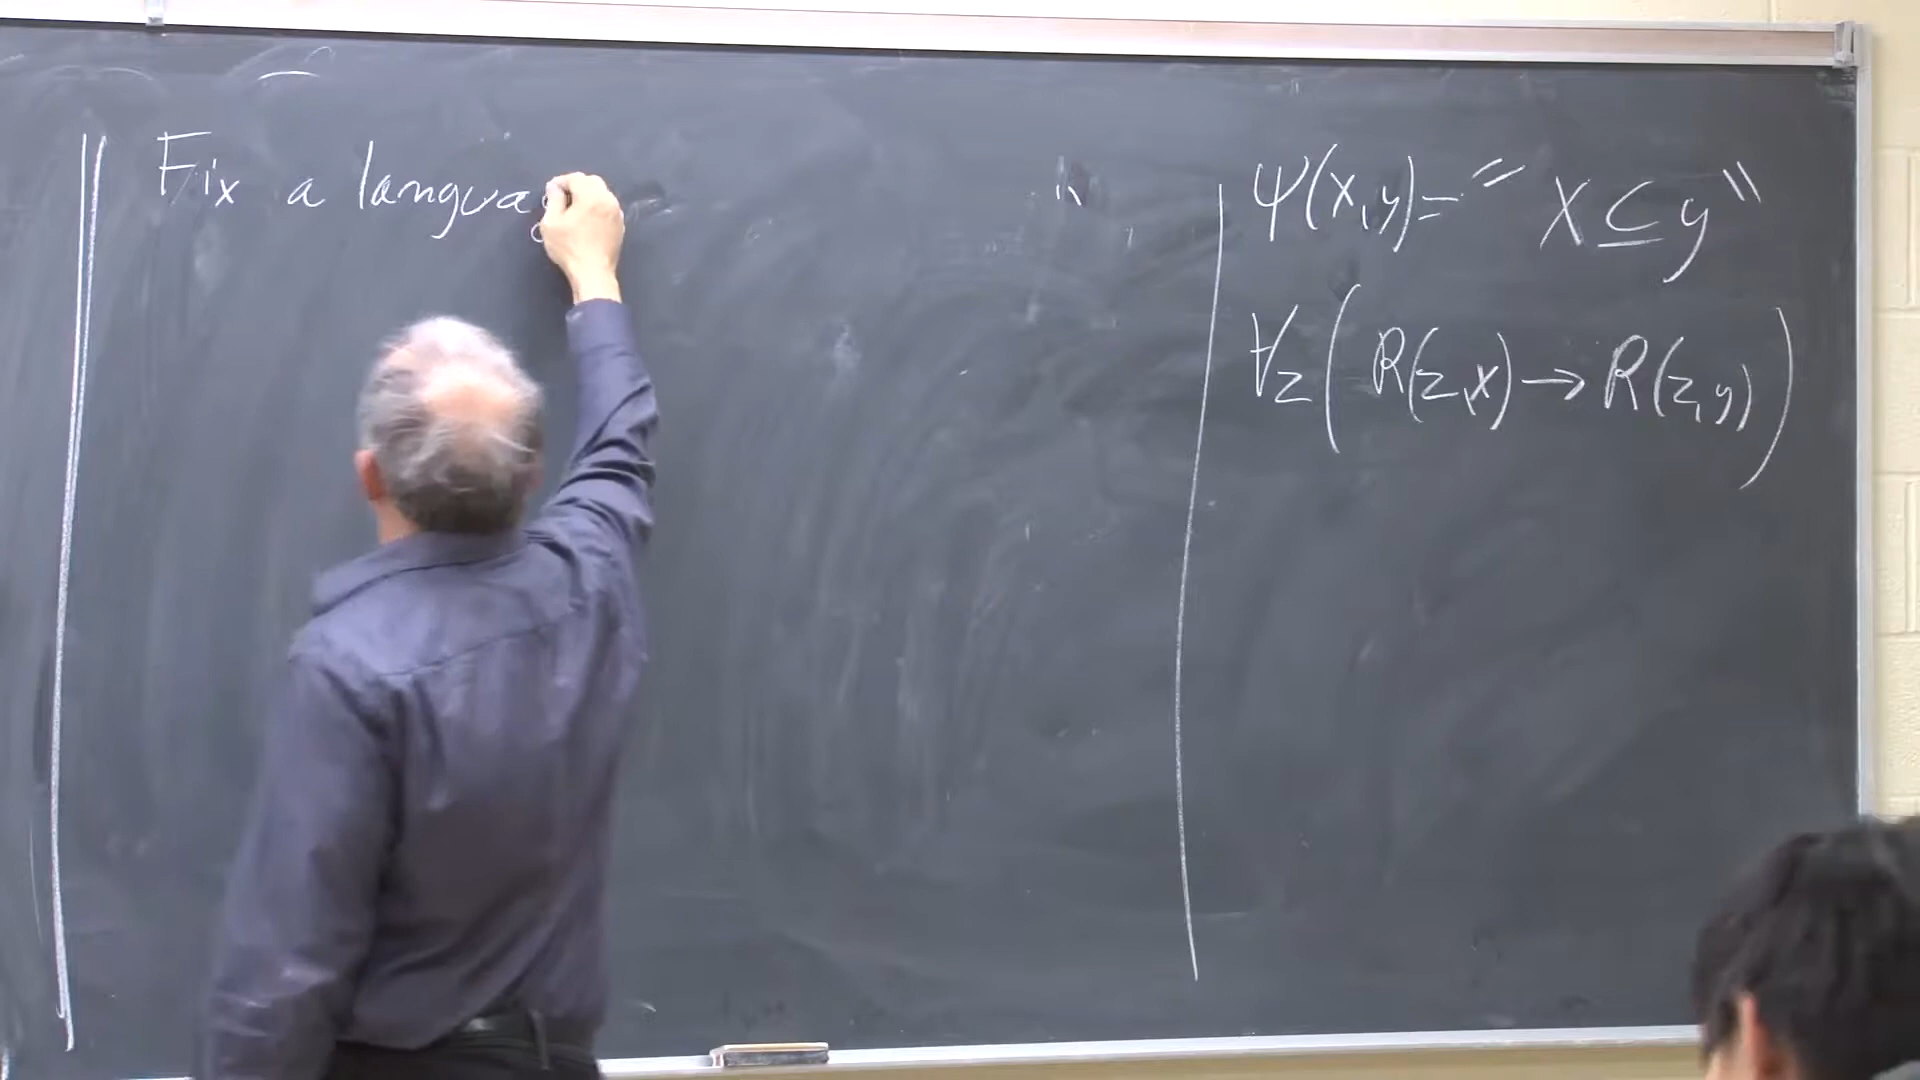 Fix a languag
ψ(x,y) = " x ⊆ y "
∀z ( R(z,x) → R(z,y) )